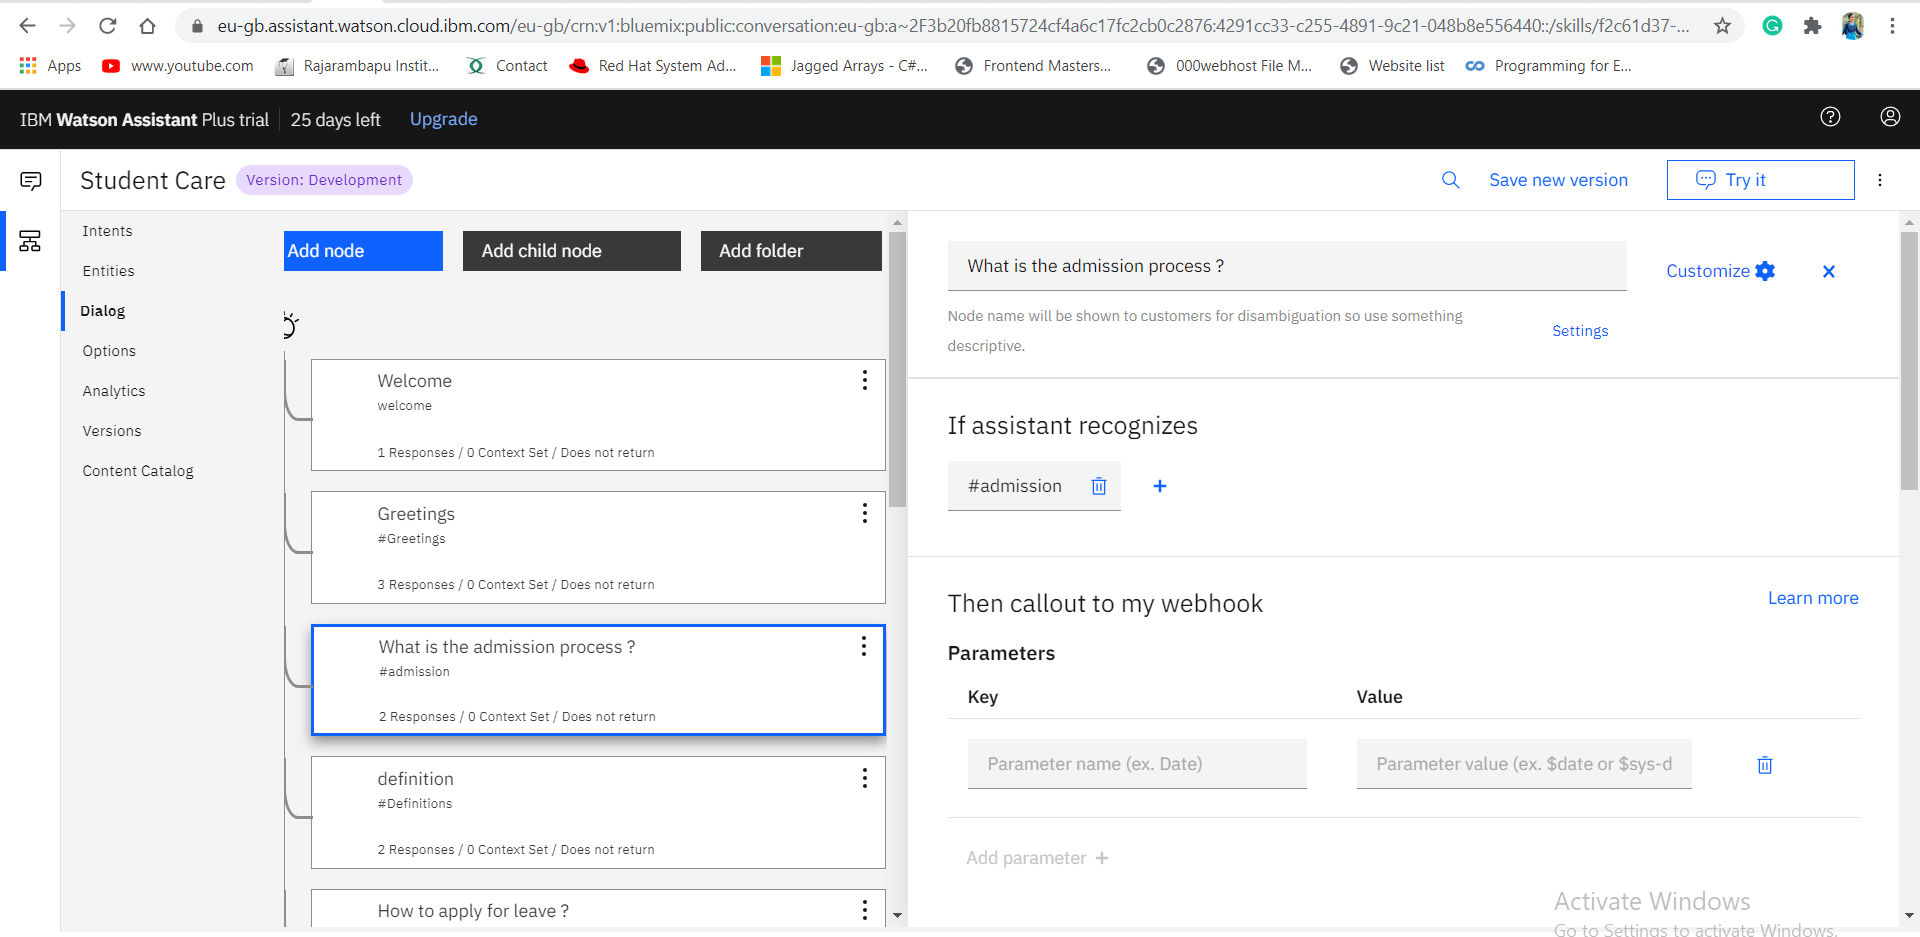 eu-gb.assistant.watson.cloud.ibm.com/eu-gb/crn:v1:bluemix:public:conversation:eu-gb:a~2F3b20fb8815724cf4a6c17fc2cb0c2876:4291cc33-c255-4891-9c21-048b8e556440::/skills/f2c61d37-...
Apps www.youtube.com Rajarambapu Instit... Contact Red Hat System Ad... Jagged Arrays - C#... Frontend Masters... 000webhost File M... Website list Programming for E...
IBM Watson Assistant Plus trial 25 days left Upgrade
Student Care Version: Development Save new version Try it
Intents
Entities
Dialog
Options
Analytics
Versions
Content Catalog
Add node Add child node Add folder
Welcome
welcome
1 Responses / 0 Context Set / Does not return
Greetings
#Greetings
3 Responses / 0 Context Set / Does not return
What is the admission process ?
#admission
2 Responses / 0 Context Set / Does not return
definition
#Definitions
2 Responses / 0 Context Set / Does not return
How to apply for leave ?
What is the admission process ?
Customize
Node name will be shown to customers for disambiguation so use something
descriptive.
Settings
If assistant recognizes
#admission
Then callout to my webhook
Learn more
Parameters
Key Value
Parameter name (ex. Date) Parameter value (ex. $date or $sys-d
Add parameter +
Activate Windows
Go to Settings to activate Windows.